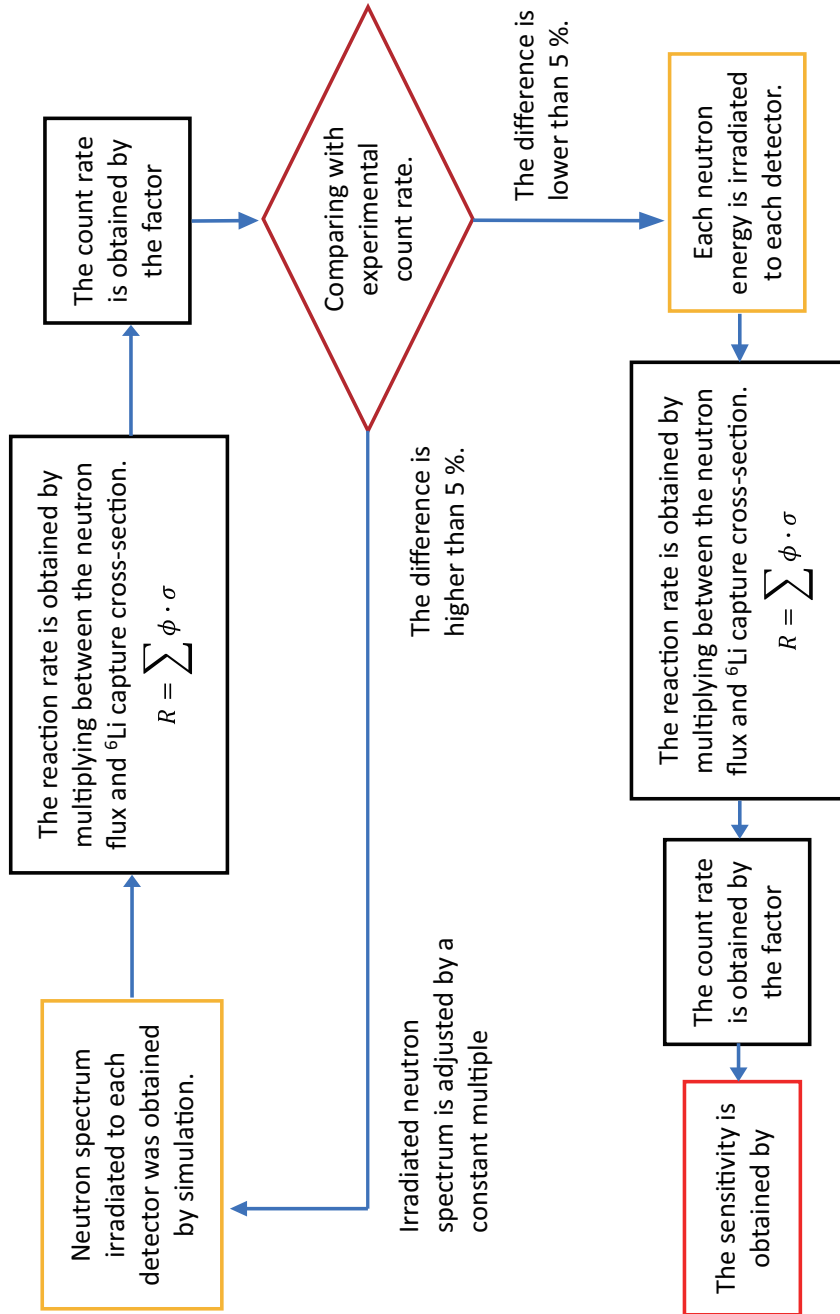 Neutron spectrum
irradiated to each
detector was obtained
by simulation.
The reaction rate is obtained by
multiplying between the neutron
flux and ⁶Li capture cross-section.
R = ∑ ϕ · σ
The count rate
is obtained by
the factor
Comparing with
experimental
count rate.
The difference is
higher than 5 %.
Irradiated neutron
spectrum is adjusted by a
constant multiple
The difference is
lower than 5 %.
Each neutron
energy is irradiated
to each detector.
The reaction rate is obtained by
multiplying between the neutron
flux and ⁶Li capture cross-section.
R = ∑ ϕ · σ
The count rate
is obtained by
the factor
The sensitivity is
obtained by